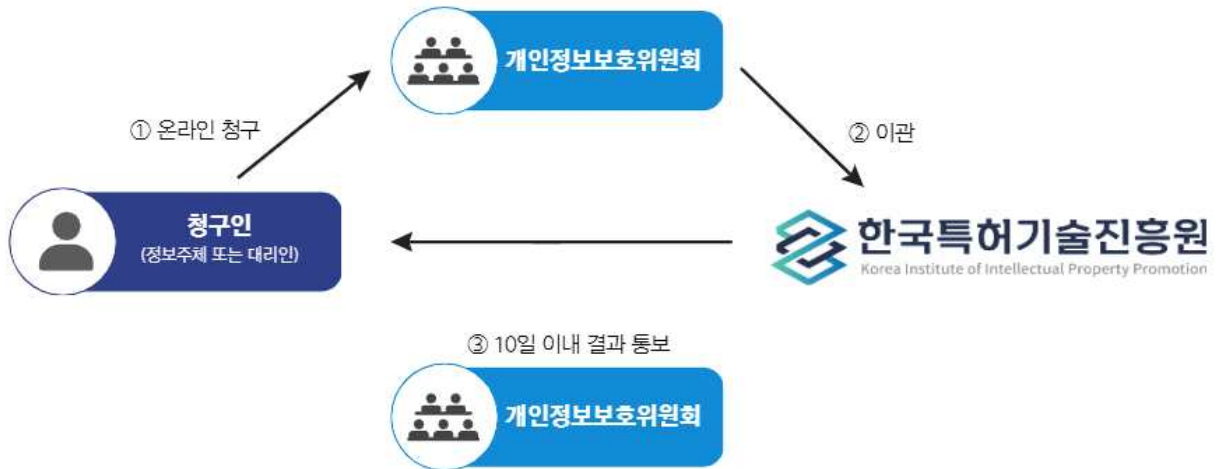 개인정보보호위원회
① 온라인 청구
② 이관
청구인
(정보주체 또는 대리인)
한국특허기술진흥원
Korea Institute of Intellectual Property Promotion
③ 10일 이내 결과 통보
개인정보보호위원회